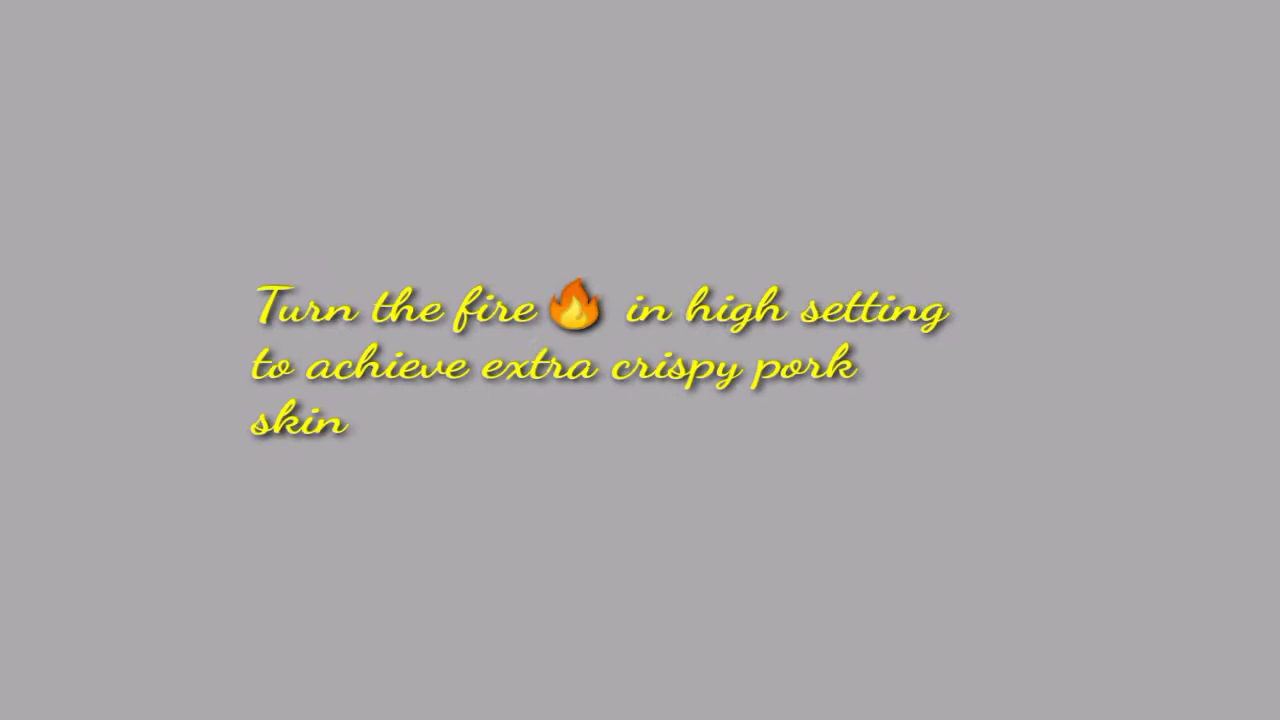 Turn the fire🔥 in high setting
to achieve extra crispy pork
skin